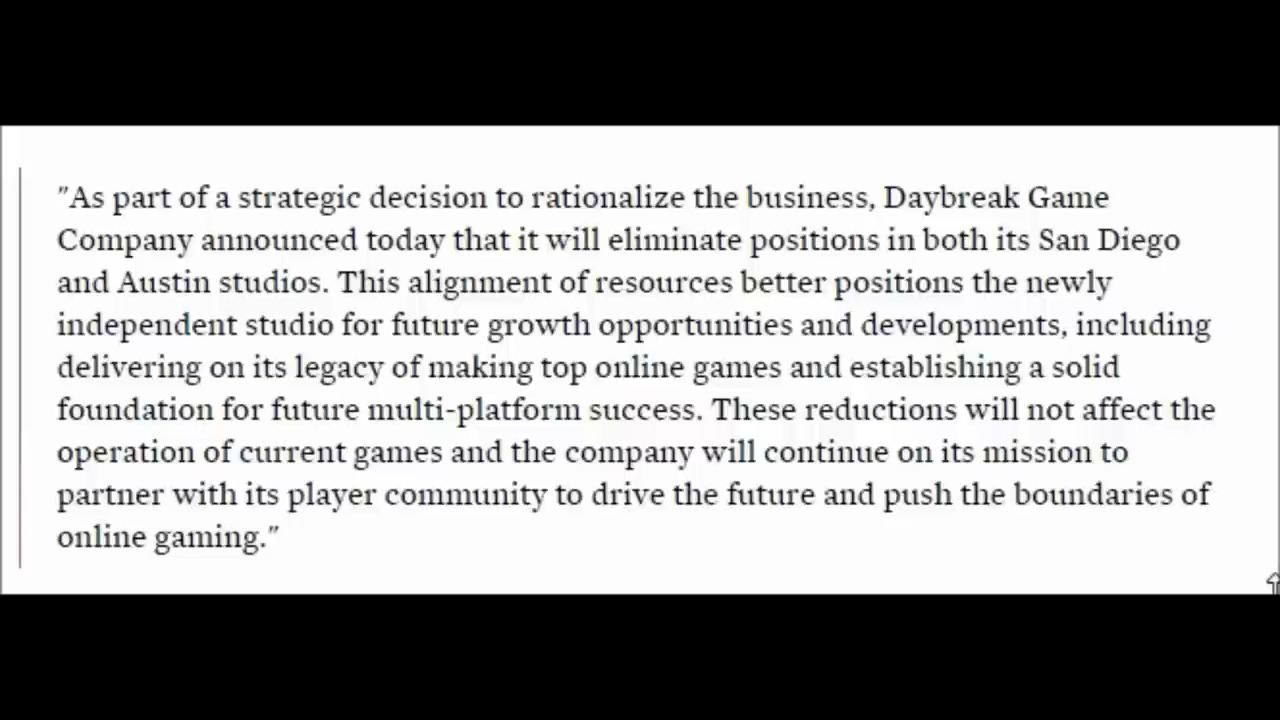 "As part of a strategic decision to rationalize the business, Daybreak Game
Company announced today that it will eliminate positions in both its San Diego
and Austin studios. This alignment of resources better positions the newly
independent studio for future growth opportunities and developments, including
delivering on its legacy of making top online games and establishing a solid
foundation for future multi-platform success. These reductions will not affect the
operation of current games and the company will continue on its mission to
partner with its player community to drive the future and push the boundaries of
online gaming."